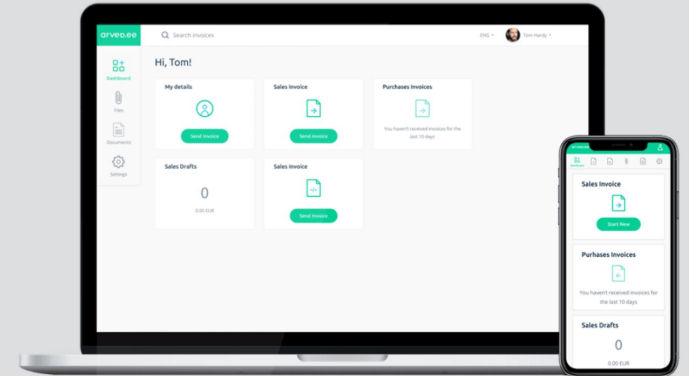 arveo.ee
Search invoices
ENG
Tom Hardy
Hi, Tom!
Dashboard
Files
Documents
Settings
My details
Send Invoice
Sales Invoice
Send Invoice
Purchases Invoices
You haven't received invoices for the
last 10 days
Sales Drafts
0
0.00 EUR
Sales Invoice
Send Invoice
Sales Invoice
Start New
Purhases Invoices
You haven't received invoices for
the last 10 days
Sales Drafts
0
0.00 EUR